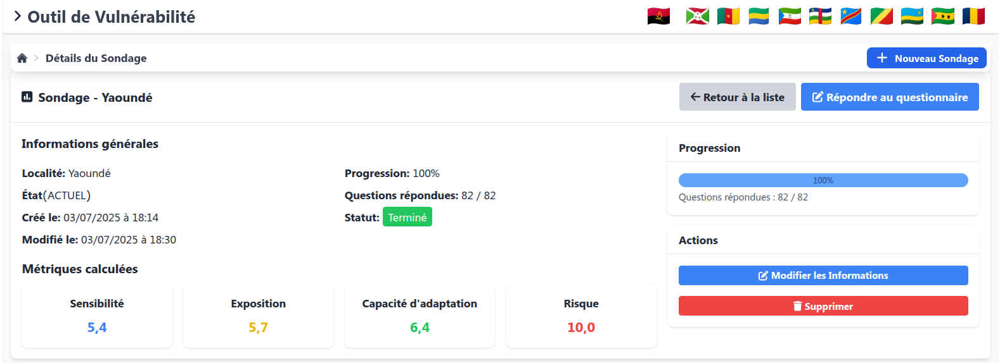 Outil de Vulnérabilité
Détails du Sondage
Nouveau Sondage
Sondage - Yaoundé
Retour à la liste
Répondre au questionnaire
Informations générales
Localité: Yaoundé
État(ACTUEL)
Créé le: 03/07/2025 à 18:14
Modifié le: 03/07/2025 à 18:30
Progression: 100%
Questions répondues: 82 / 82
Statut: Terminé
Métriques calculées
Sensibilité
5,4
Exposition
5,7
Capacité d'adaptation
6,4
Risque
10,0
Progression
100%
Questions répondues : 82 / 82
Actions
Modifier les Informations
Supprimer